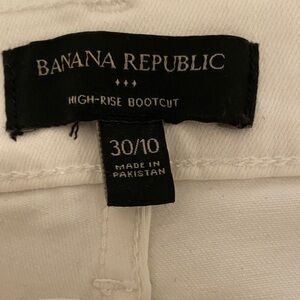 BANANA REPUBLIC
HIGH-RISE BOOTCUT
30/10
MADE IN
PAKISTAN